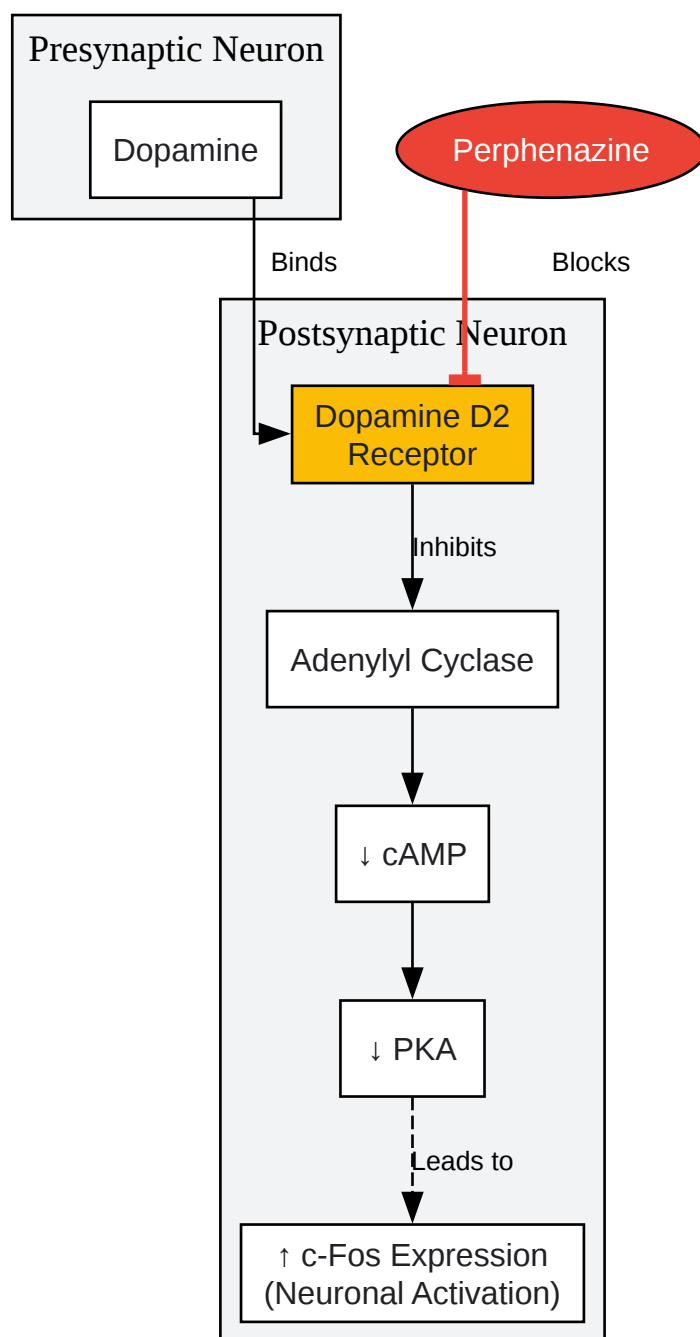 Presynaptic Neuron
Dopamine
Perphenazine
Binds
Blocks
Postsynaptic Neuron
Dopamine D2
Receptor
Inhibits
Adenylyl Cyclase
↓ cAMP
↓ PKA
Leads to
↑ c-Fos Expression
(Neuronal Activation)